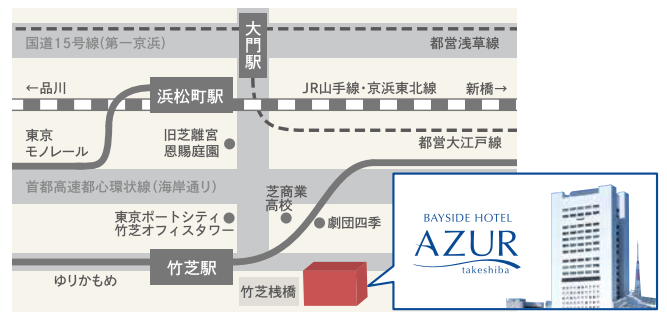 大門駅
国道15号線(第一京浜)
都営浅草線
←品川
浜松町駅
JR山手線・京浜東北線
新橋→
東京
モノレール
旧芝離宮
恩賜庭園
都営大江戸線
首都高速都心環状線(海岸通り)
芝商業
高校
東京ポートシティ
竹芝オフィスタワー
劇団四季
BAYSIDE HOTEL
AZUR
takeshiba
竹芝駅
ゆりかもめ
竹芝桟橋